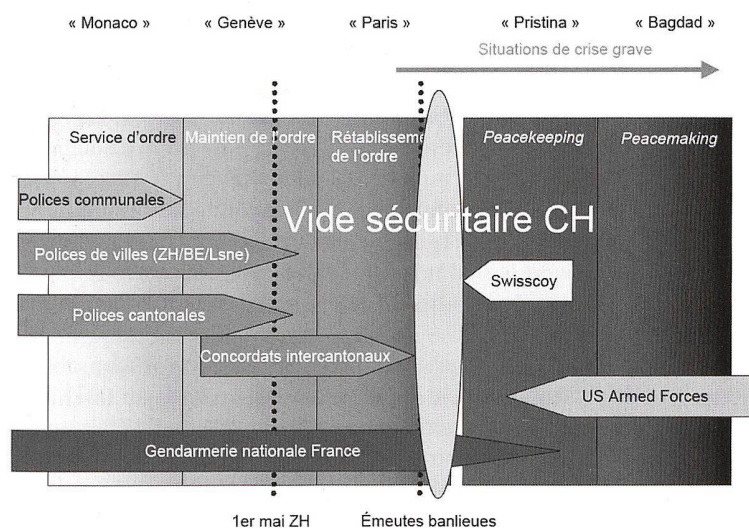 « Monaco » « Genève » « Paris » « Pristina » « Bagdad »
Situations de crise grave
Service d'ordre Maintien de l'ordre Rétablisseme Peacekeeping Peacemaking
de l'ordre
Polices communales
Vide sécuritaire CH
Polices de villes (ZH/BE/Lsne)
Swisscoy
Polices cantonales
Concordats intercantonaux
US Armed Forces
Gendarmerie nationale France
1er mai ZH Émeutes banlieues